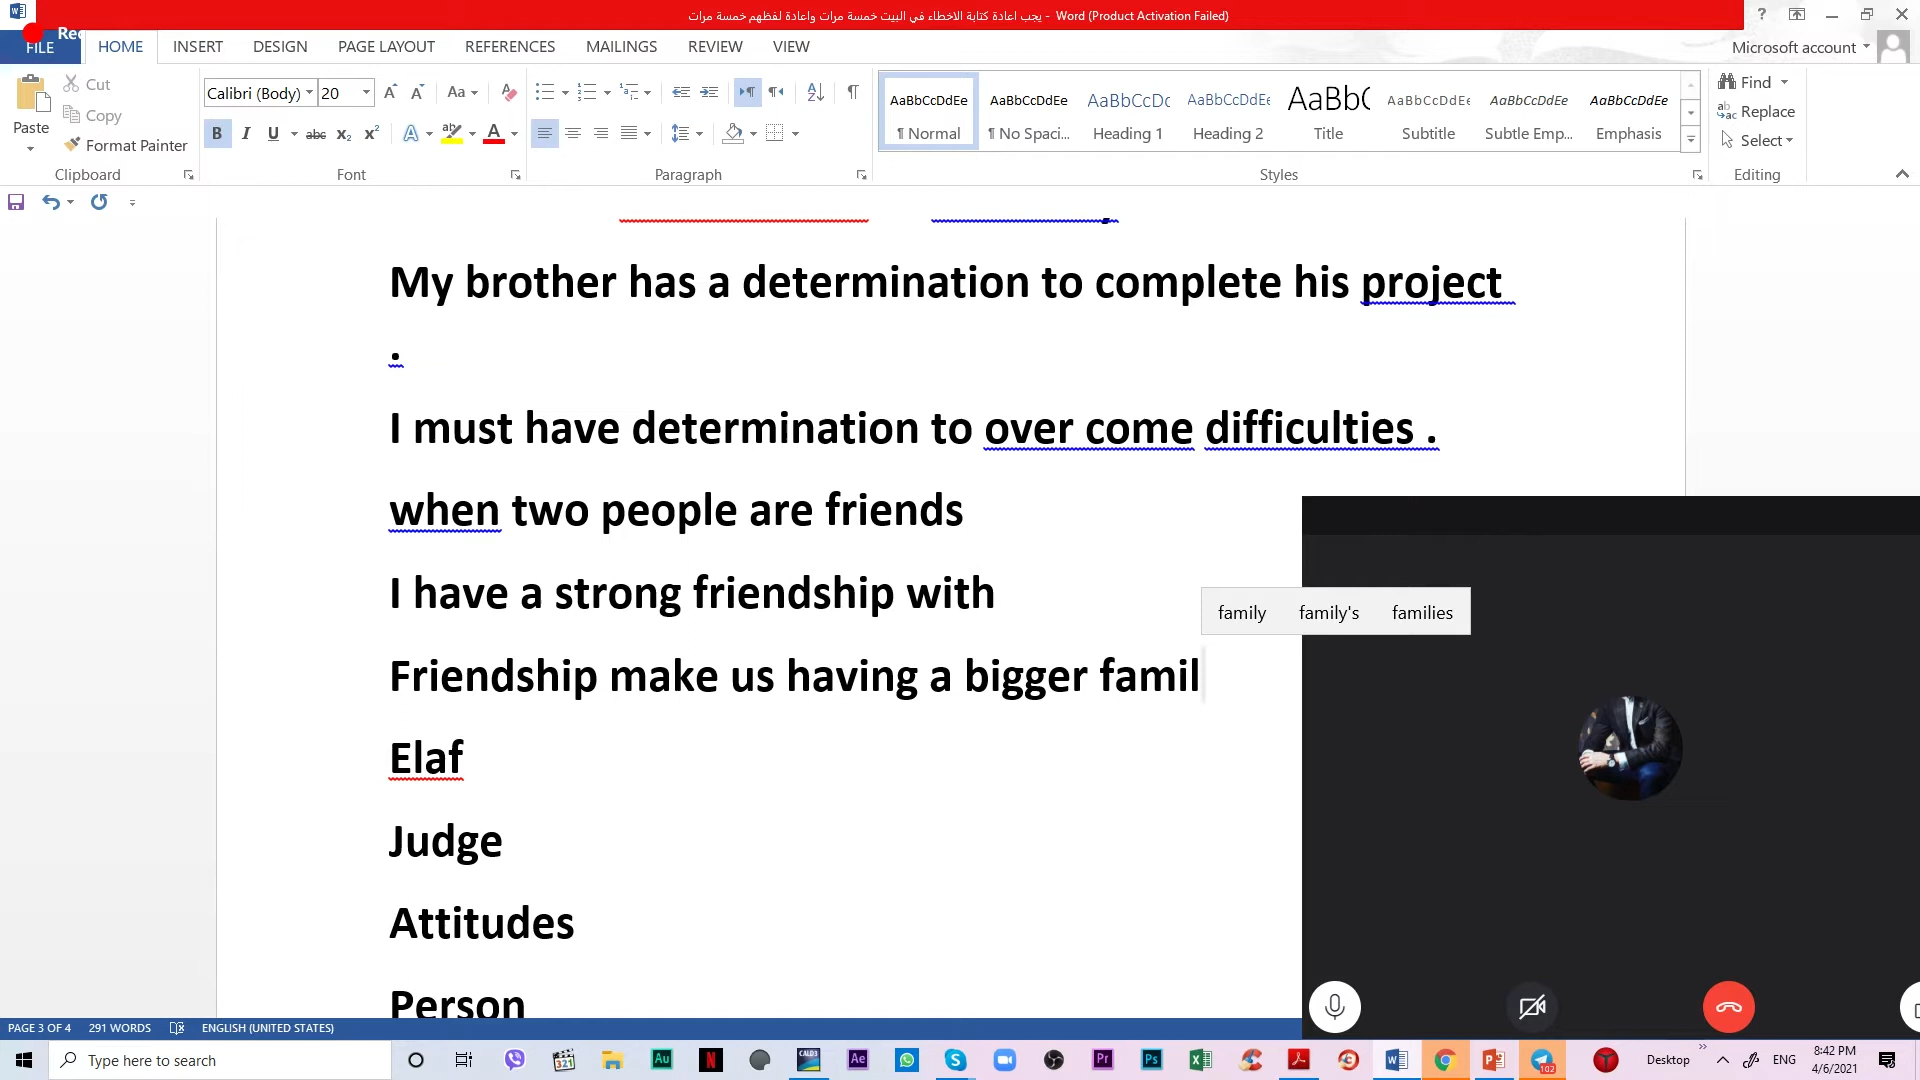 يجب اعادة كتابة الاخطاء في البيت خمسة مرات واعادة لفظهم خمسة مرات - Word (Product Activation Failed)
Rec
FILE HOME INSERT DESIGN PAGE LAYOUT REFERENCES MAILINGS REVIEW VIEW Microsoft account
Paste Cut Copy Format Painter
Calibri (Body) 20
AaBbCcDdEe AaBbCcDdEe AaBbCcDc AaBbCcDdEe AaBbC AaBbCcDdEe AaBbCcDdEe AaBbCcDdEe
¶ Normal ¶ No Spaci... Heading 1 Heading 2 Title Subtitle Subtle Emp... Emphasis
Find Replace Select
Clipboard Font Paragraph Styles Editing
My brother has a determination to complete his project
.
I must have determination to over come difficulties .
when two people are friends
I have a strong friendship with
family family's families
Friendship make us having a bigger famil
Elaf
Judge
Attitudes
Person
PAGE 3 OF 4 291 WORDS ENGLISH (UNITED STATES)
Type here to search
Desktop ENG 8:42 PM
4/6/2021